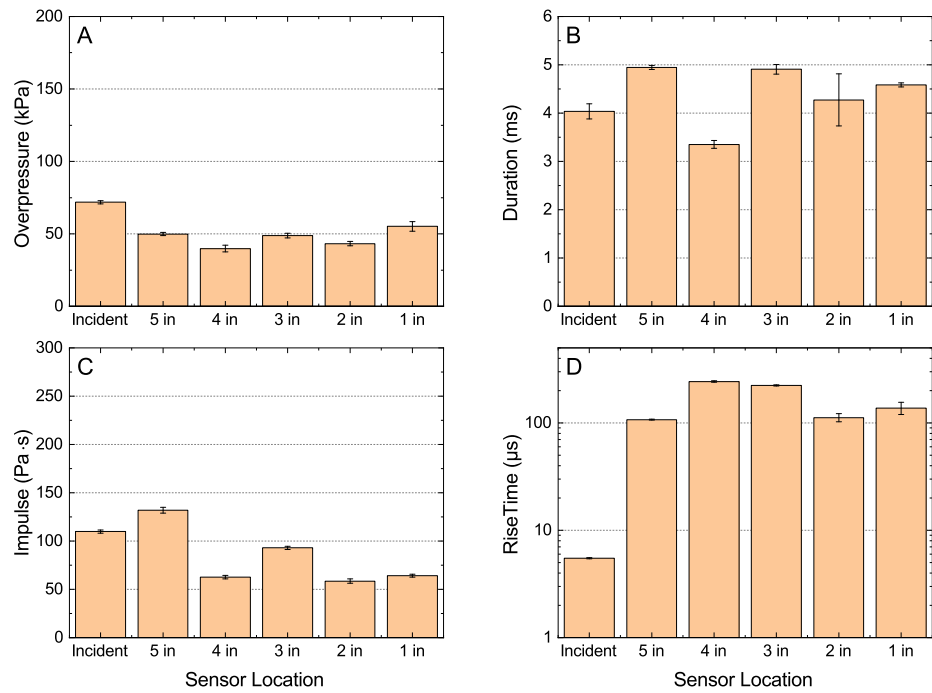 A
Overpressure (kPa)
200
150
100
50
0
Incident 5 in 4 in 3 in 2 in 1 in
B
Duration (ms)
6
5
4
3
2
1
0
Incident 5 in 4 in 3 in 2 in 1 in
C
Impulse (Pa·s)
300
250
200
150
100
50
0
Incident 5 in 4 in 3 in 2 in 1 in
Sensor Location
D
RiseTime (µs)
100
10
1
Incident 5 in 4 in 3 in 2 in 1 in
Sensor Location